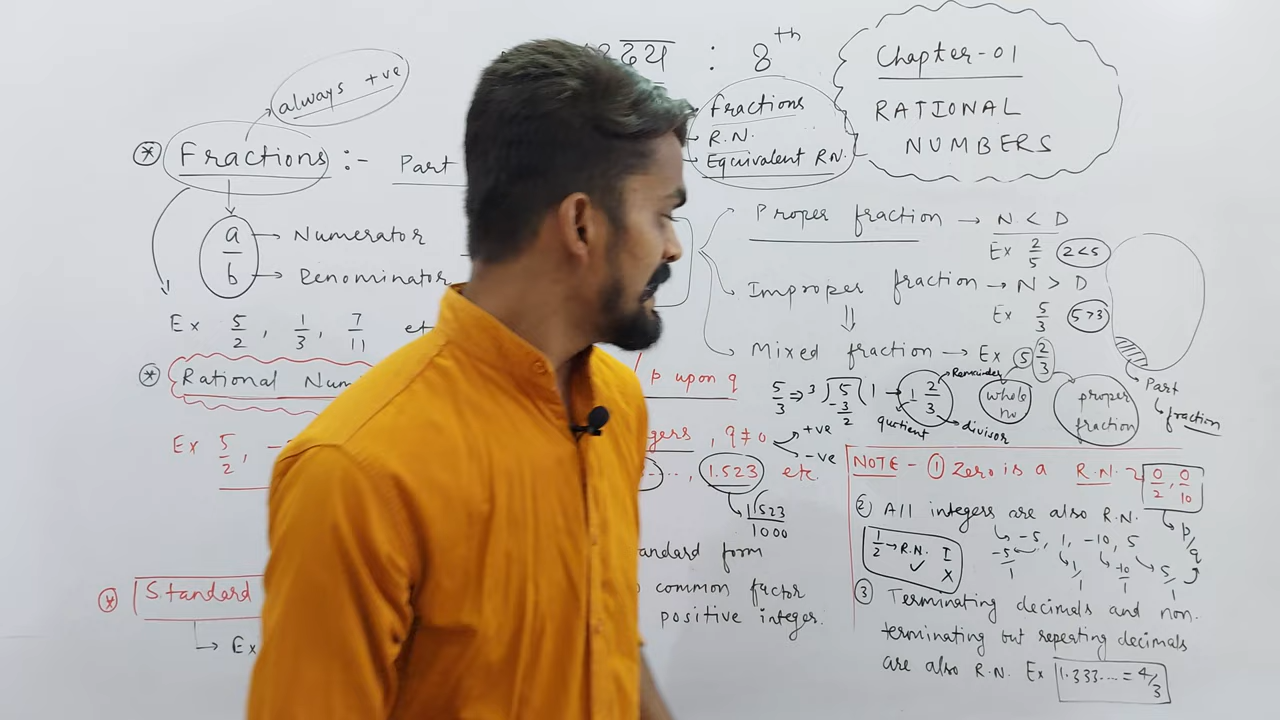 : 8th
Chapter-01
RATIONAL
NUMBERS
always +ve
Fractions
R.N.
Equivalent R.N.
* Fractions :- Part
a → Numerator
b → Denominator
Ex 5/2, 1/3, 7/11
Proper fraction → N < D
Ex 2/5 2<5
Improper fraction → N > D
Ex 5/3 5>3
Mixed fraction → Ex 5 2/3
Part
fraction
whole no
proper fraction
5/3 ⇒ 3)5(1 → 1 2/3
-3
2
Remainder
quotient
divisor
* Rational Num
p upon q
Ex 5/2,
, q≠0
+ve
-ve
, 1.523 etc.
1523/1000
* Standard
standard form
common factor
positive integer.
Ex
NOTE - ① Zero is a R.N. 0/2, 0/10
p/q
② All integers are also R.N.
-5, 1, -10, 5
-5/1 1/1 -10/1 5/1
1/2 → R.N. I
✓ X
③ Terminating decimals and non.
terminating but repeating decimals
are also R.N. Ex 1.333.... = 4/3